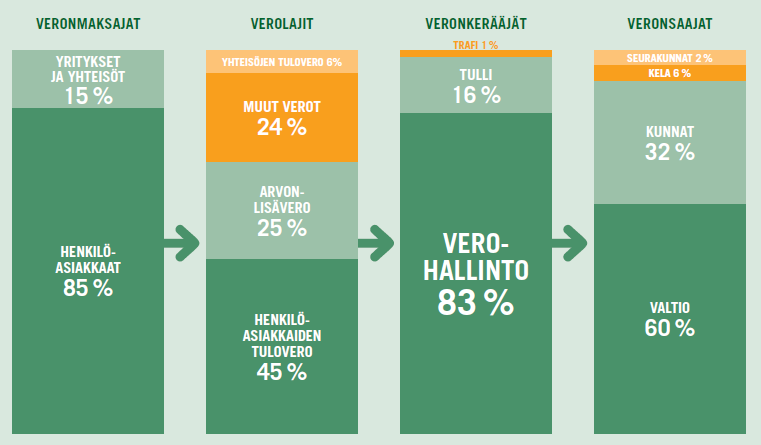 VERONMAKSAJAT
YRITYKSET
JA YHTEISÖT
15 %
HENKILÖ-
ASIAKKAAT
85 %
VEROLAJIT
YHTEISÖJEN TULOVERO 6%
MUUT VEROT
24 %
ARVON-
LISÄVERO
25 %
HENKILÖ-
ASIAKKAIDEN
TULOVERO
45 %
VERONKERÄÄJÄT
TRAFI 1 %
TULLI
16 %
VERO-
HALLINTO
83 %
VERONSAAJAT
SEURAKUNNAT 2 %
KELA 6 %
KUNNAT
32 %
VALTIO
60 %